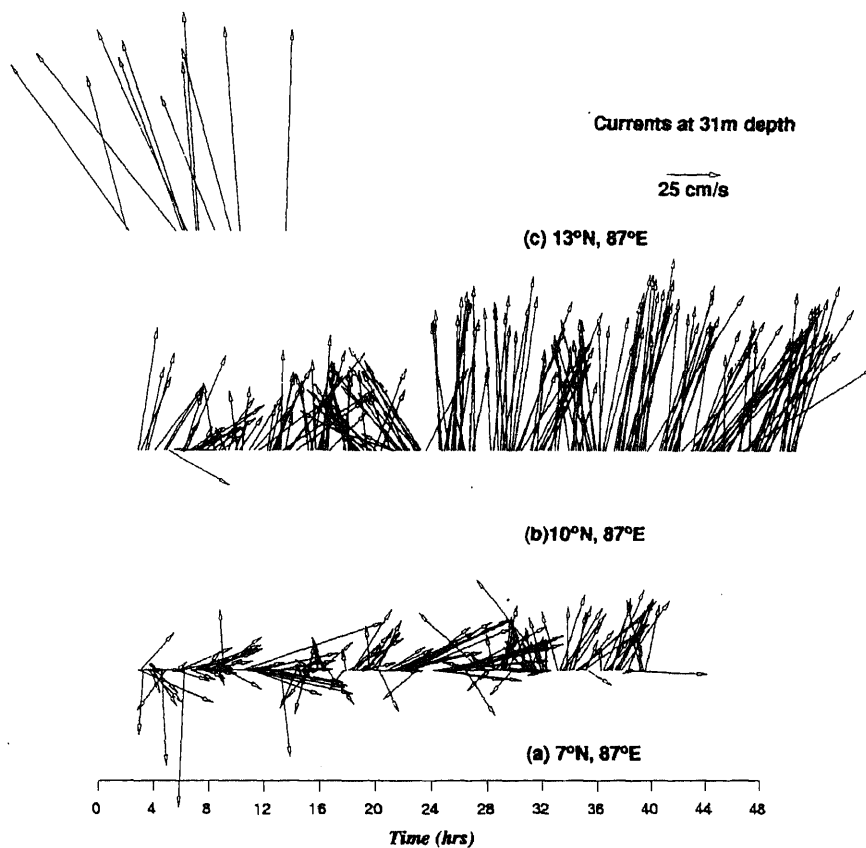 Currents at 31m depth
25 cm/s
(c) 13°N, 87°E
(b)10°N, 87°E
(a) 7°N, 87°E
0 4 8 12 16 20 24 28 32 36 40 44 48
Time (hrs)